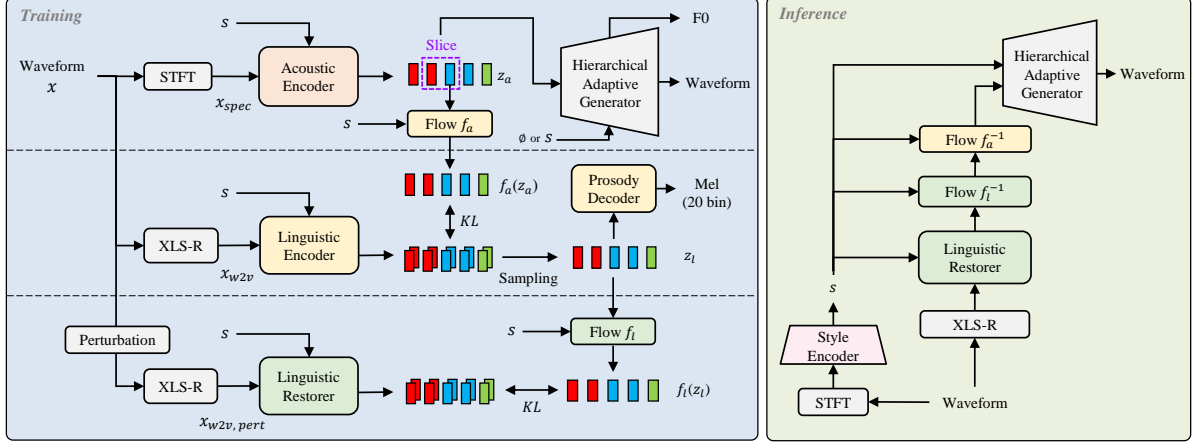 Training
s
Waveform
x
STFT
x_spec
Acoustic
Encoder
Slice
z_a
s
Flow f_a
F0
Hierarchical
Adaptive
Generator
Waveform
∅ or s
f_a(z_a)
KL
s
XLS-R
x_w2v
Linguistic
Encoder
Sampling
Prosody
Decoder
Mel
(20 bin)
z_l
s
Flow f_l
Perturbation
s
XLS-R
x_w2v, pert
Linguistic
Restorer
KL
f_l(z_l)
Inference
Hierarchical
Adaptive
Generator
Waveform
Flow f_a^{-1}
Flow f_l^{-1}
Linguistic
Restorer
s
XLS-R
Style
Encoder
STFT
Waveform